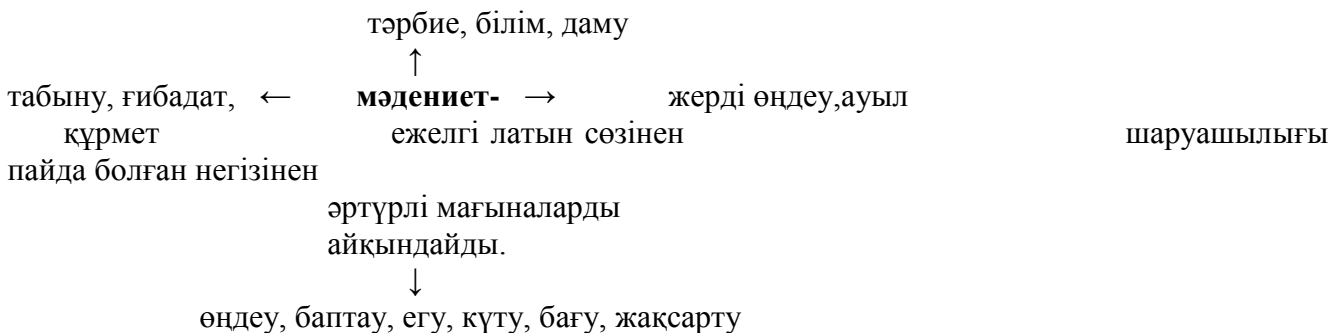 тәрбие, білім, даму
↑
табыну, ғибадат, ← мәдениет- → жерді өңдеу,ауыл
құрмет ежелгі латын сөзінен шаруашылығы
пайда болған негізінен
әртүрлі мағыналарды
айқындайды.
↓
өңдеу, баптау, егу, күту, бағу, жақсарту